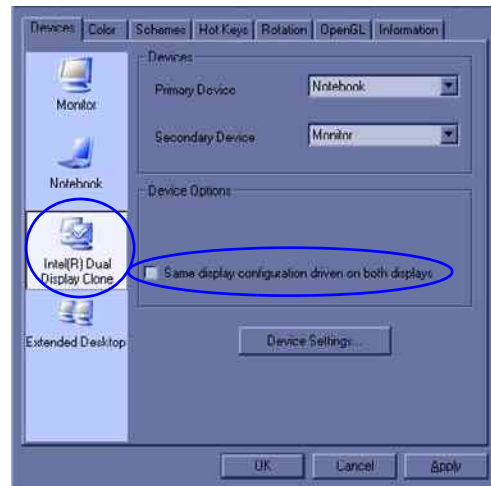 Devices Color Schemes Hot Keys Rotation OpenGL Information
Monitor
Notebook
Intel(R) Dual
Display Clone
Extended Desktop
Devices
Primary Device Notebook
Secondary Device Monitor
Device Options
Same display configuration driven on both displays
Device Settings...
OK Cancel Apply